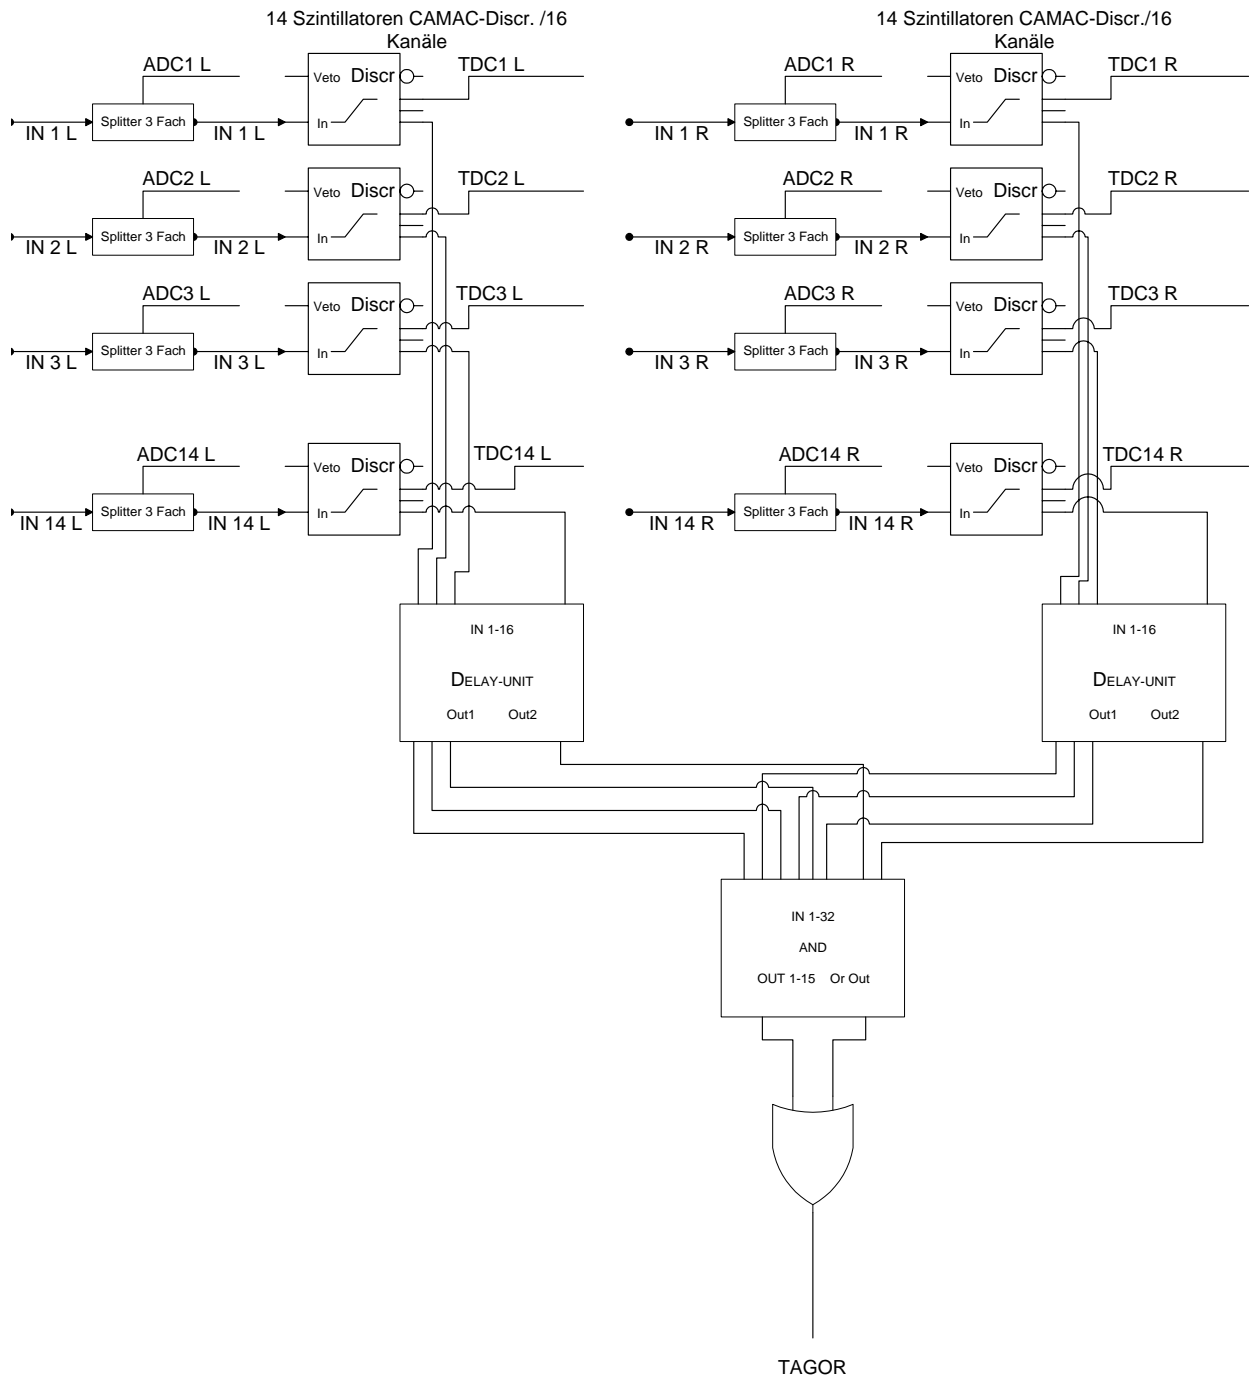 14 Szintillatoren CAMAC-Discr. /16
Kanäle
ADC1 L
Veto Discr
TDC1 L
Splitter 3 Fach
In
IN 1 L
IN 1 L
ADC2 L
Veto Discr
TDC2 L
Splitter 3 Fach
In
IN 2 L
IN 2 L
ADC3 L
Veto Discr
TDC3 L
Splitter 3 Fach
In
IN 3 L
IN 3 L
ADC14 L
Veto Discr
TDC14 L
Splitter 3 Fach
In
IN 14 L
IN 14 L
IN 1-16
DELAY-UNIT
Out1 Out2
14 Szintillatoren CAMAC-Discr./16
Kanäle
ADC1 R
Veto Discr
TDC1 R
Splitter 3 Fach
In
IN 1 R
IN 1 R
ADC2 R
Veto Discr
TDC2 R
Splitter 3 Fach
In
IN 2 R
IN 2 R
ADC3 R
Veto Discr
TDC3 R
Splitter 3 Fach
In
IN 3 R
IN 3 R
ADC14 R
Veto Discr
TDC14 R
Splitter 3 Fach
In
IN 14 R
IN 14 R
IN 1-16
DELAY-UNIT
Out1 Out2
IN 1-32
AND
OUT 1-15 Or Out
TAGOR